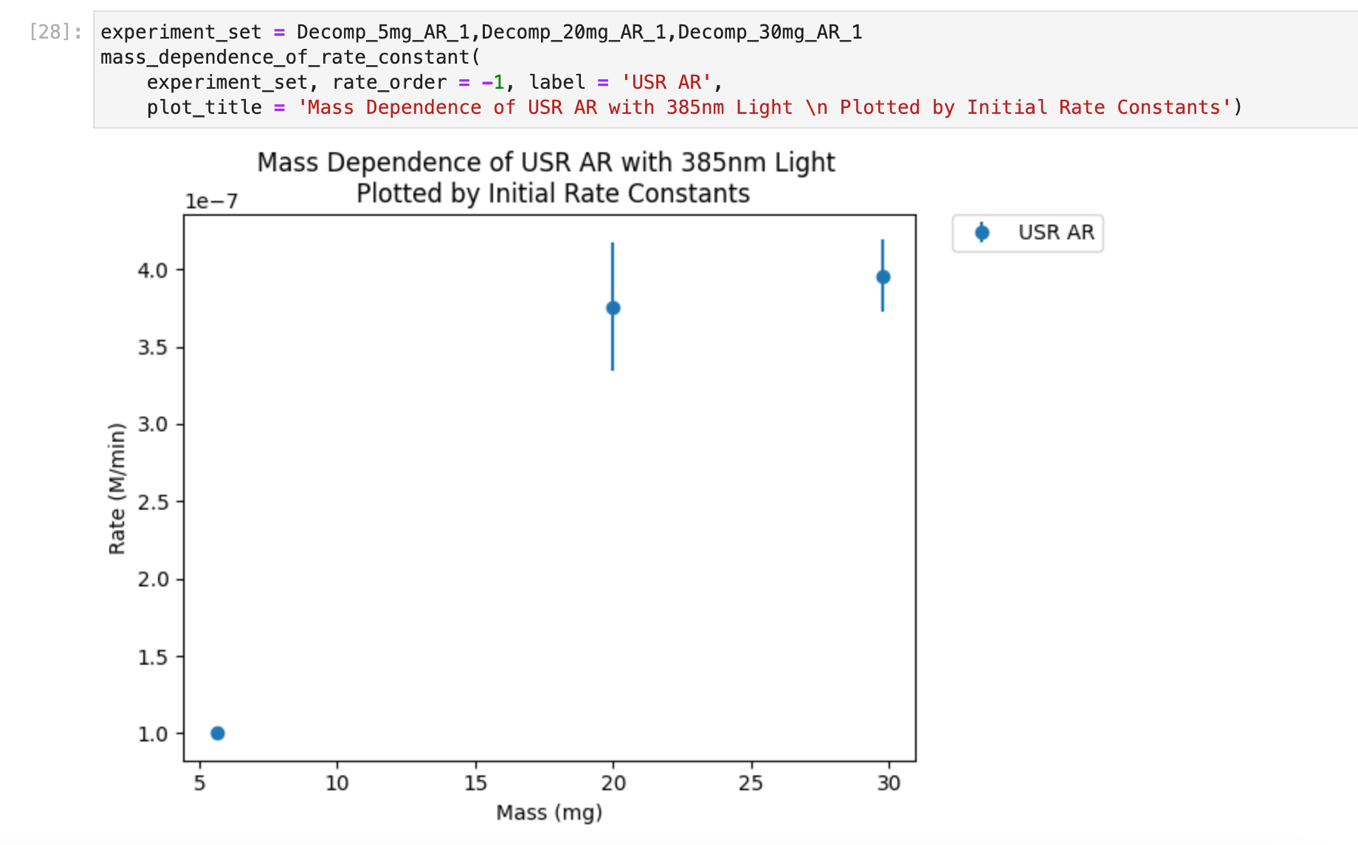 [28]: experiment_set = Decomp_5mg_AR_1,Decomp_20mg_AR_1,Decomp_30mg_AR_1
mass_dependence_of_rate_constant(
experiment_set, rate_order = -1, label = 'USR AR',
plot_title = 'Mass Dependence of USR AR with 385nm Light \n Plotted by Initial Rate Constants')
Mass Dependence of USR AR with 385nm Light
Plotted by Initial Rate Constants
1e−7
USR AR
4.0
3.5
3.0
2.5
2.0
1.5
1.0
Rate (M/min)
5 10 15 20 25 30
Mass (mg)